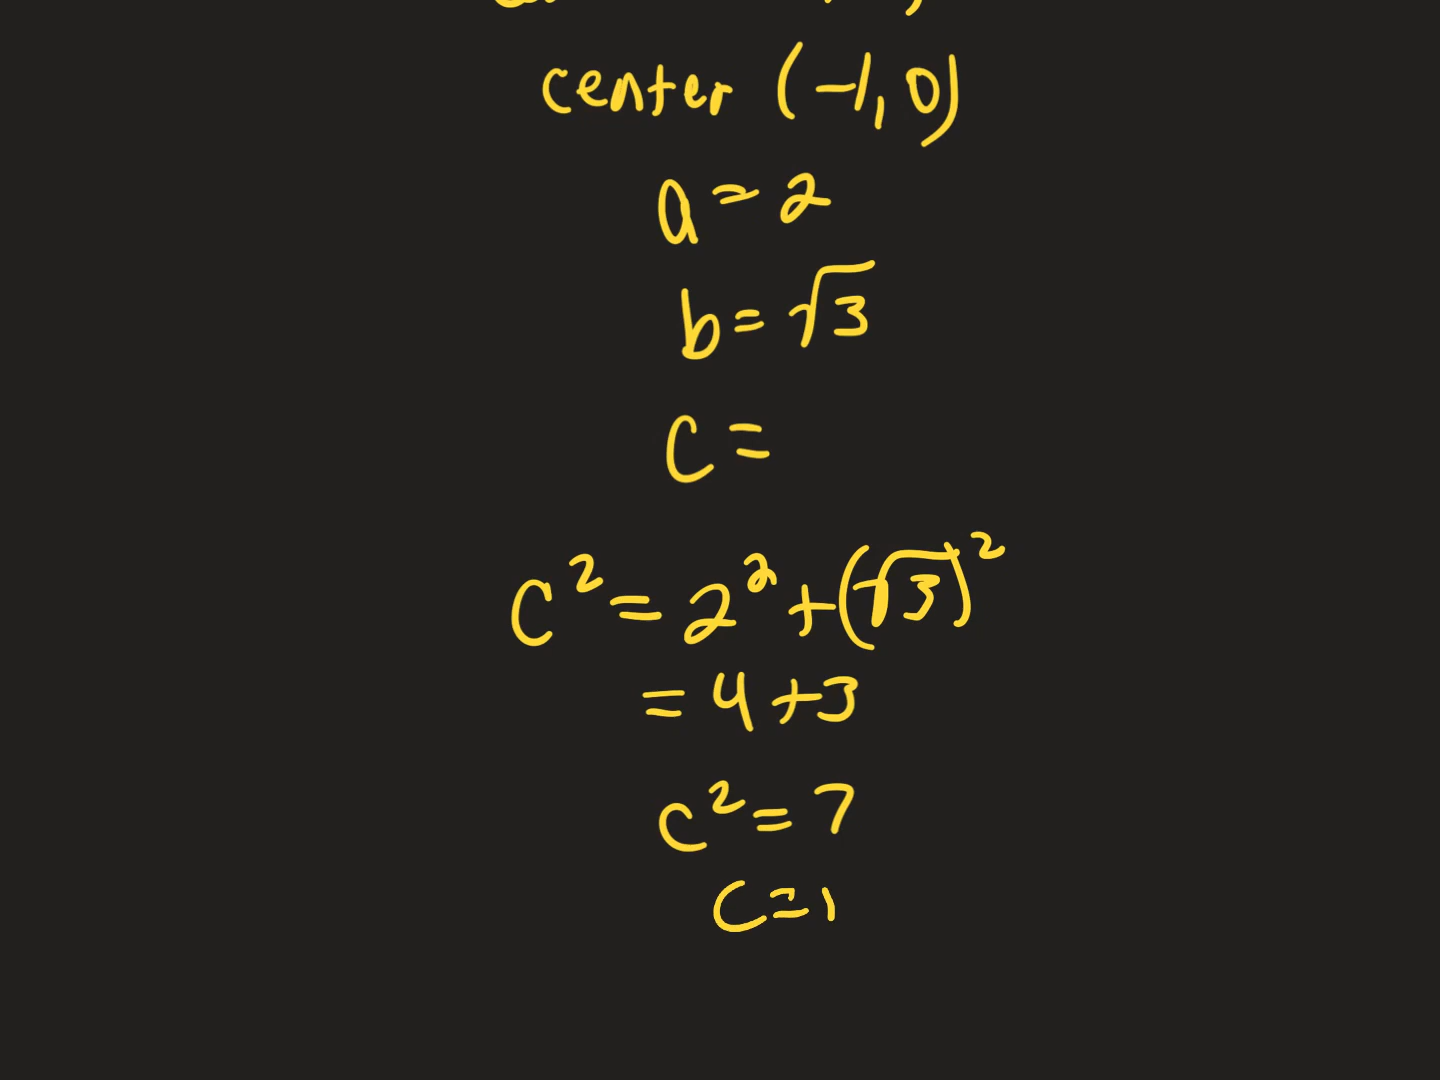 center (-1, 0)
a = 2
b = √3
c =
c² = 2² + (√3)²
= 4 + 3
c² = 7
c = 1